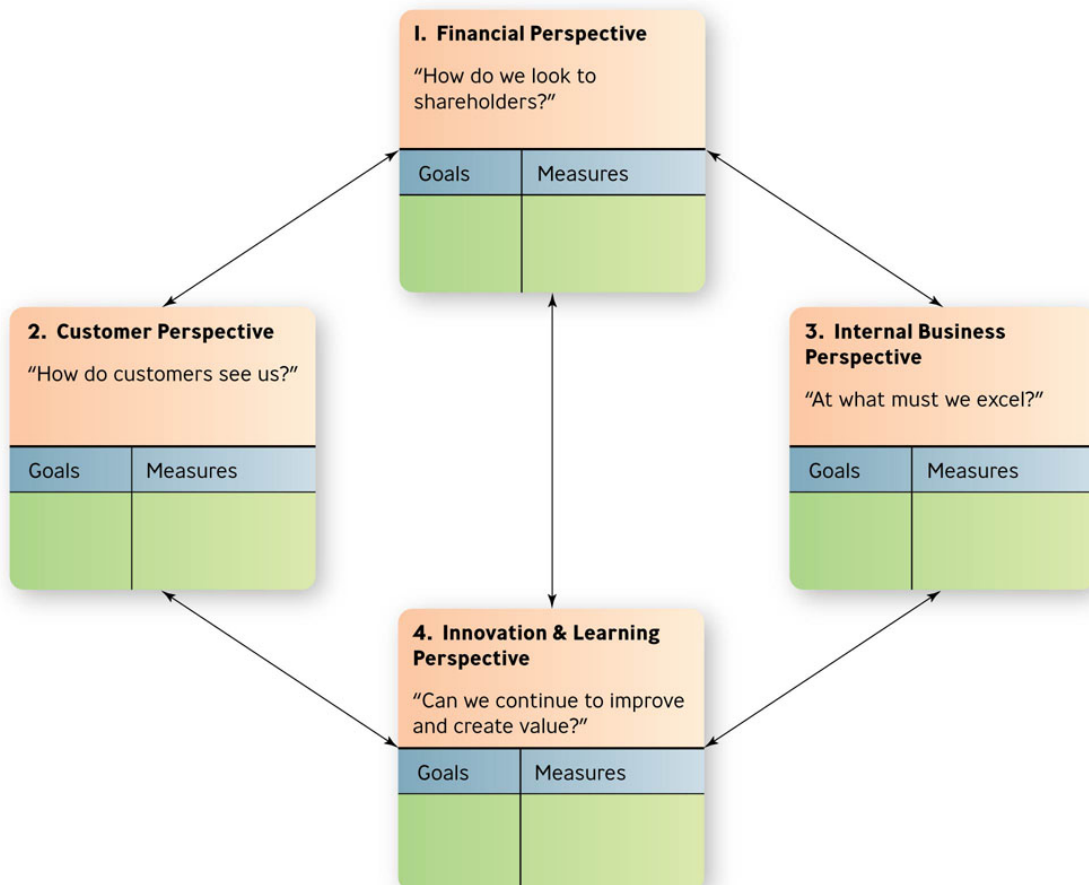 1. Financial Perspective
“How do we look to
shareholders?”
Goals
Measures
2. Customer Perspective
“How do customers see us?”
Goals
Measures
3. Internal Business
Perspective
“At what must we excel?”
Goals
Measures
4. Innovation & Learning
Perspective
“Can we continue to improve
and create value?”
Goals
Measures